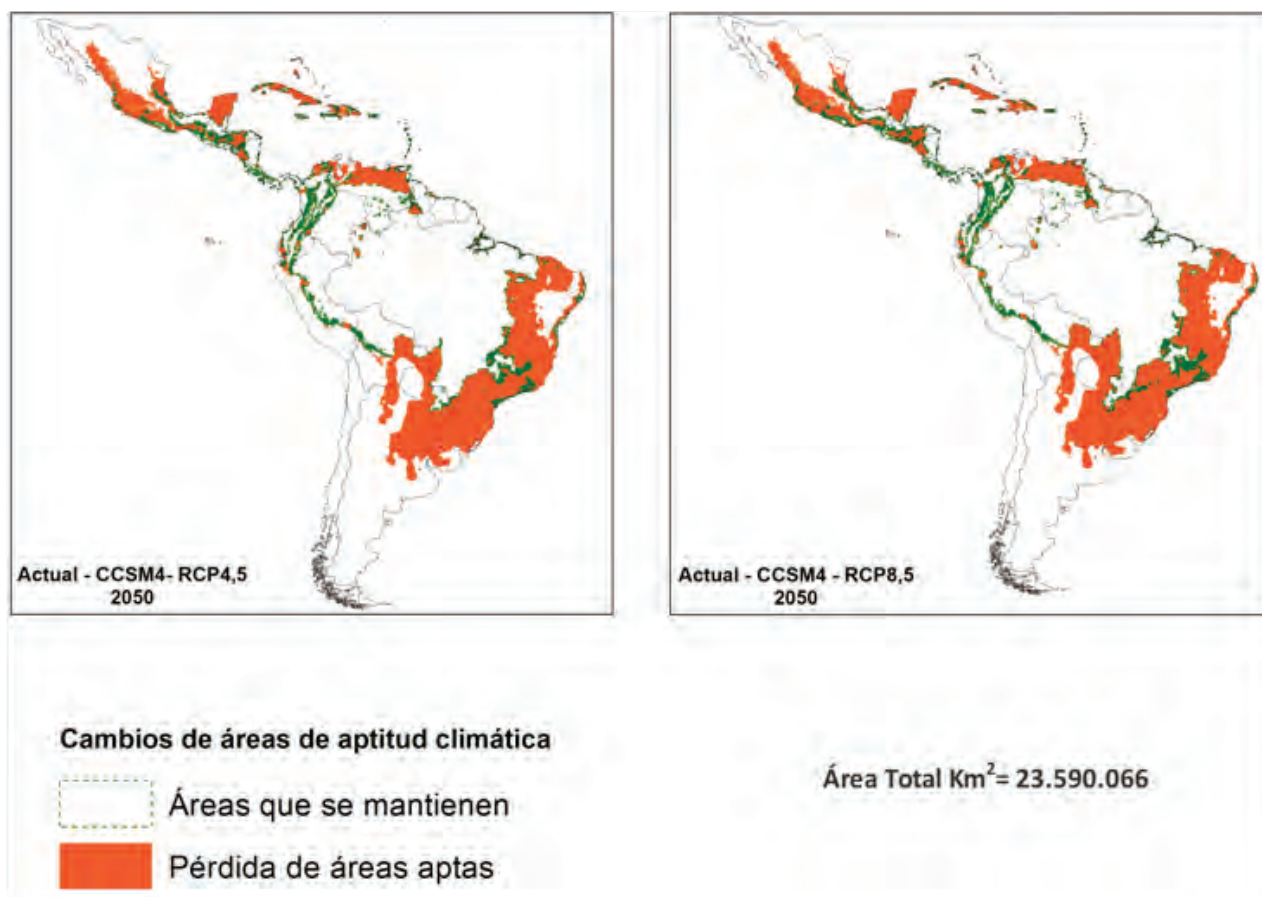 Actual - CCSM4- RCP4,5
2050
Actual - CCSM4 - RCP8,5
2050
Cambios de áreas de aptitud climática
Áreas que se mantienen
Pérdida de áreas aptas
Área Total Km²= 23.590.066